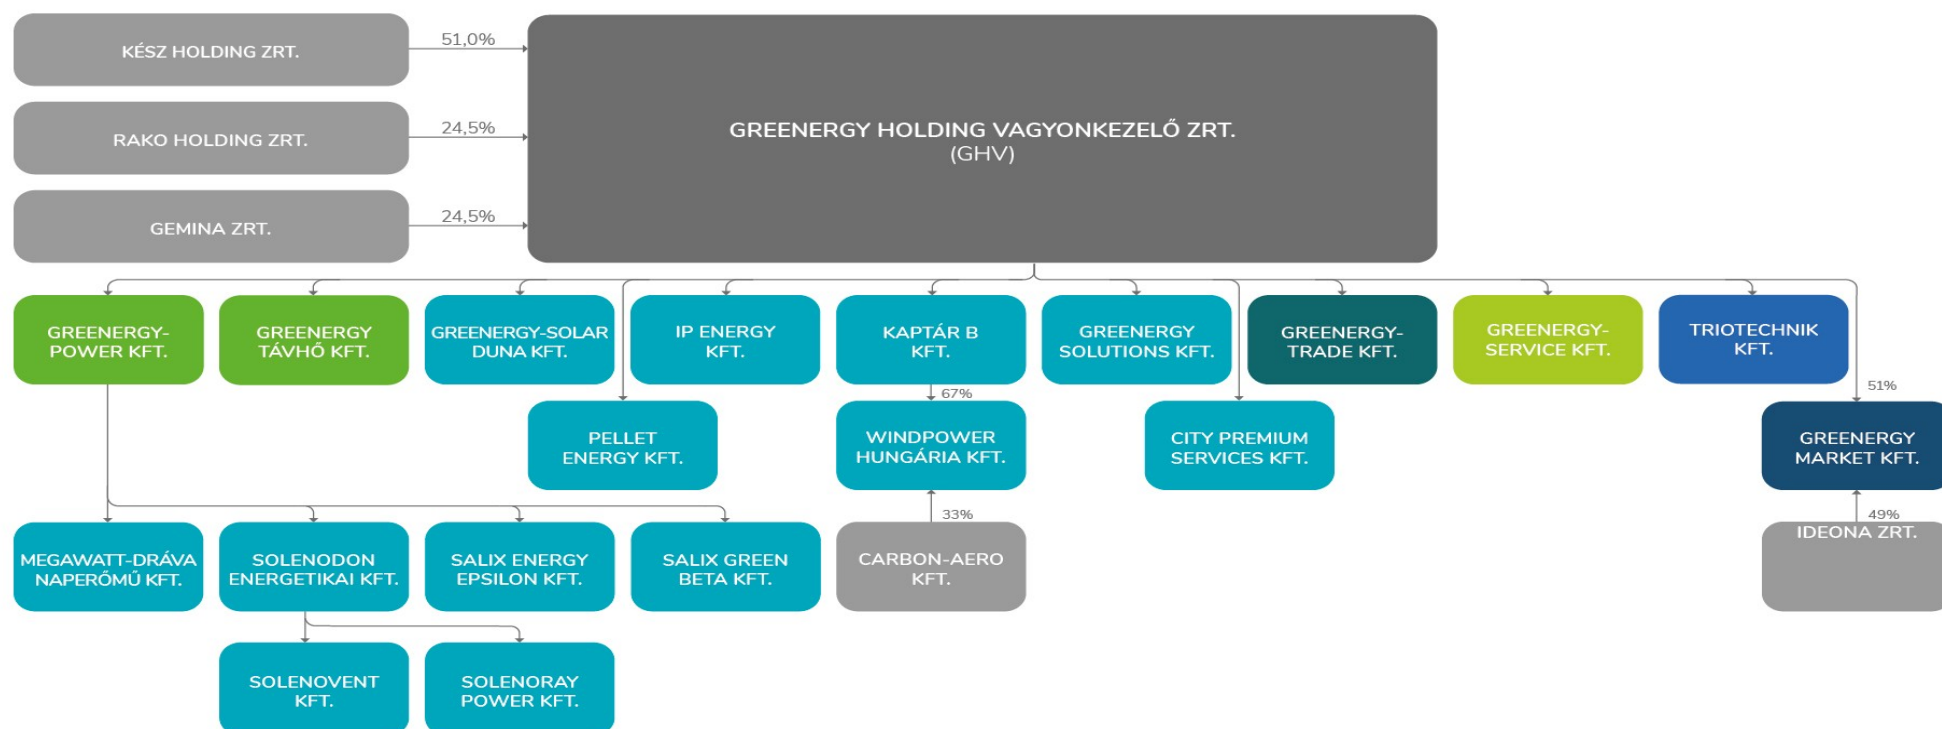 KÉSZ HOLDING ZRT.
51,0%
RAKO HOLDING ZRT.
24,5%
GEMINA ZRT.
24,5%
GREENERGY HOLDING VAGYONKEZELŐ ZRT.
(GHV)
GREENERGY-
POWER KFT.
GREENERGY
TÁVHŐ KFT.
GREENERGY-SOLAR
DUNA KFT.
IP ENERGY
KFT.
KAPTÁR B
KFT.
GREENERGY
SOLUTIONS KFT.
GREENERGY-
TRADE KFT.
GREENERGY-
SERVICE KFT.
TRIOTECHNIK
KFT.
67%
51%
PELLET
ENERGY KFT.
WINDPOWER
HUNGÁRIA KFT.
CITY PREMIUM
SERVICES KFT.
GREENERGY
MARKET KFT.
33%
49%
MEGAWATT-DRÁVA
NAPERŐMŰ KFT.
SOLENODON
ENERGETIKAI KFT.
SALIX ENERGY
EPSILON KFT.
SALIX GREEN
BETA KFT.
CARBON-AERO
KFT.
IDEONA ZRT.
SOLENOVENT
KFT.
SOLENORAY
POWER KFT.